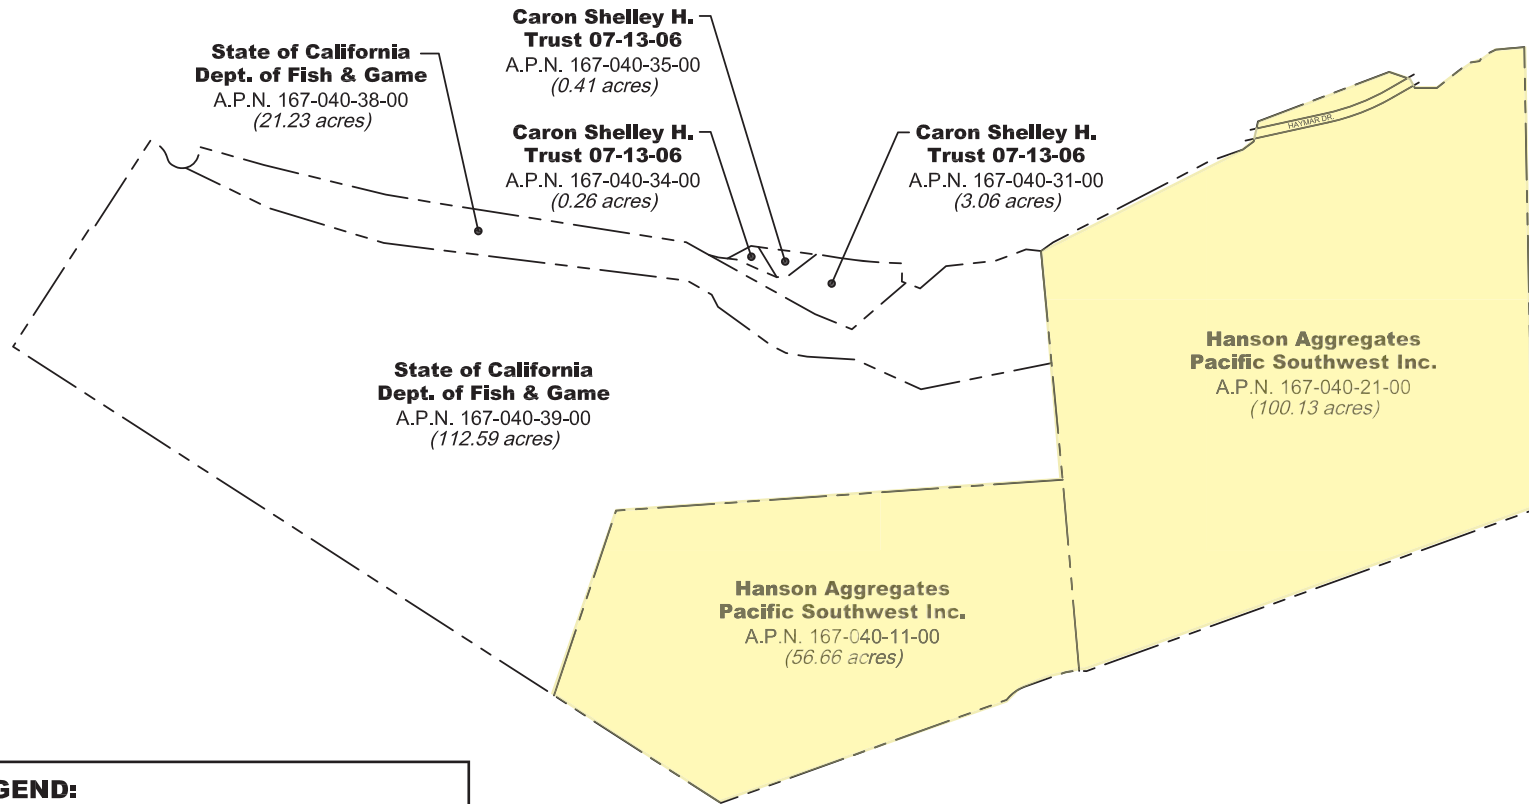 Caron Shelley H.
Trust 07-13-06
A.P.N. 167-040-35-00
(0.41 acres)
State of California
Dept. of Fish & Game
A.P.N. 167-040-38-00
(21.23 acres)
Caron Shelley H.
Trust 07-13-06
A.P.N. 167-040-34-00
(0.26 acres)
Caron Shelley H.
Trust 07-13-06
A.P.N. 167-040-31-00
(3.06 acres)
HAYMAR DR.
Hanson Aggregates
Pacific Southwest Inc.
A.P.N. 167-040-21-00
(100.13 acres)
State of California
Dept. of Fish & Game
A.P.N. 167-040-39-00
(112.59 acres)
Hanson Aggregates
Pacific Southwest Inc.
A.P.N. 167-040-11-00
(56.66 acres)
GEND: